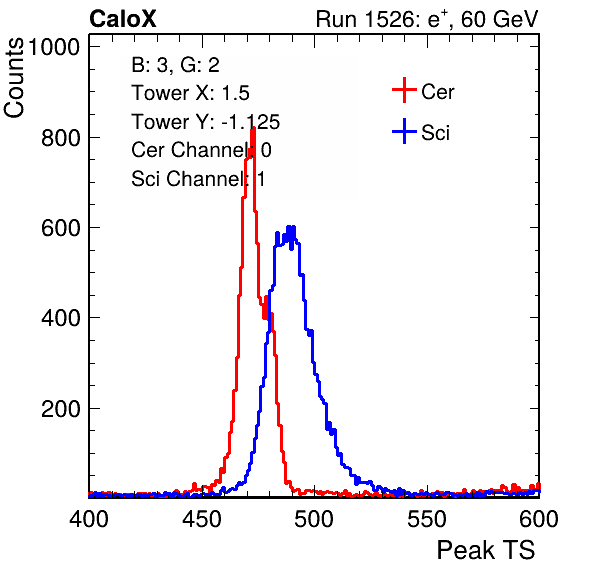 CaloX Run 1526: e⁺, 60 GeV
Counts
1000
800
600
400
200
B: 3, G: 2
Tower X: 1.5
Tower Y: -1.125
Cer Channel: 0
Sci Channel: 1
Cer
Sci
400 450 500 550 600
Peak TS